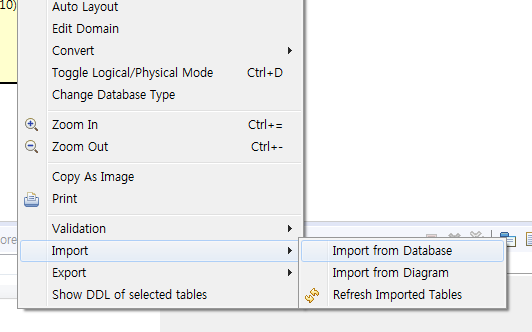 10)
Auto Layout
Edit Domain
Convert
Toggle Logical/Physical Mode Ctrl+D
Change Database Type
Zoom In Ctrl+=
Zoom Out Ctrl+-
Copy As Image
Print
Validation
Import
Export
Show DDL of selected tables
Import from Database
Import from Diagram
Refresh Imported Tables